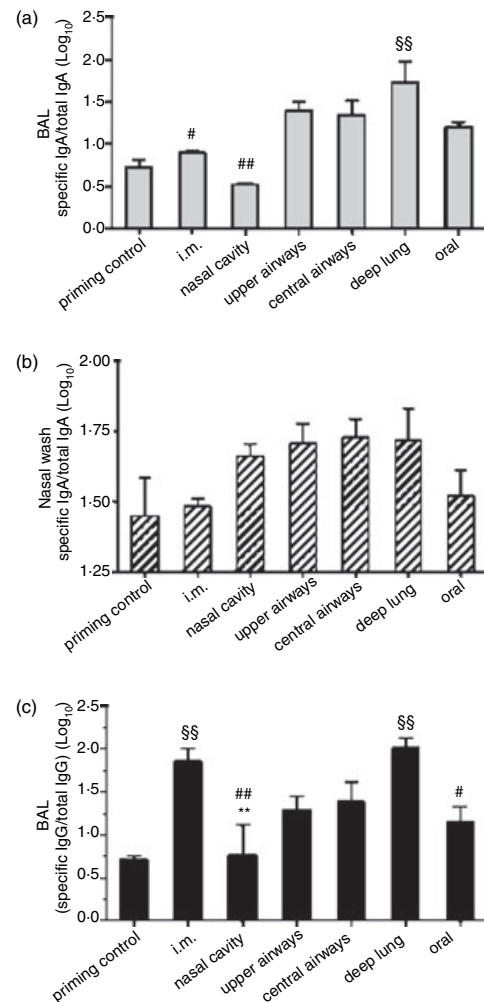 (a)
BAL
specific IgA/total IgA (Log10)
2·5
2·0
1·5
1·0
0·5
0·0
#
##
§§
priming control
i.m.
nasal cavity
upper airways
central airways
deep lung
oral
(b)
Nasal wash
specific IgA/total IgA (Log10)
2·00
1·75
1·50
1·25
priming control
i.m.
nasal cavity
upper airways
central airways
deep lung
oral
(c)
BAL
(specific IgG/total IgG) (Log10)
2·5
2·0
1·5
1·0
0·5
0·0
§§
##
**
§§
#
priming control
i.m.
nasal cavity
upper airways
central airways
deep lung
oral